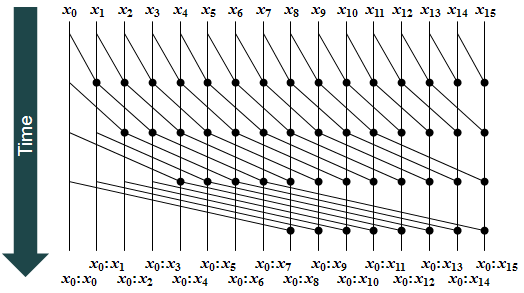 x₀ x₁ x₂ x₃ x₄ x₅ x₆ x₇ x₈ x₉ x₁₀ x₁₁ x₁₂ x₁₃ x₁₄ x₁₅
Time
x₀:x₁ x₀:x₃ x₀:x₅ x₀:x₇ x₀:x₉ x₀:x₁₁ x₀:x₁₃ x₀:x₁₅
x₀:x₀ x₀:x₂ x₀:x₄ x₀:x₆ x₀:x₈ x₀:x₁₀ x₀:x₁₂ x₀:x₁₄